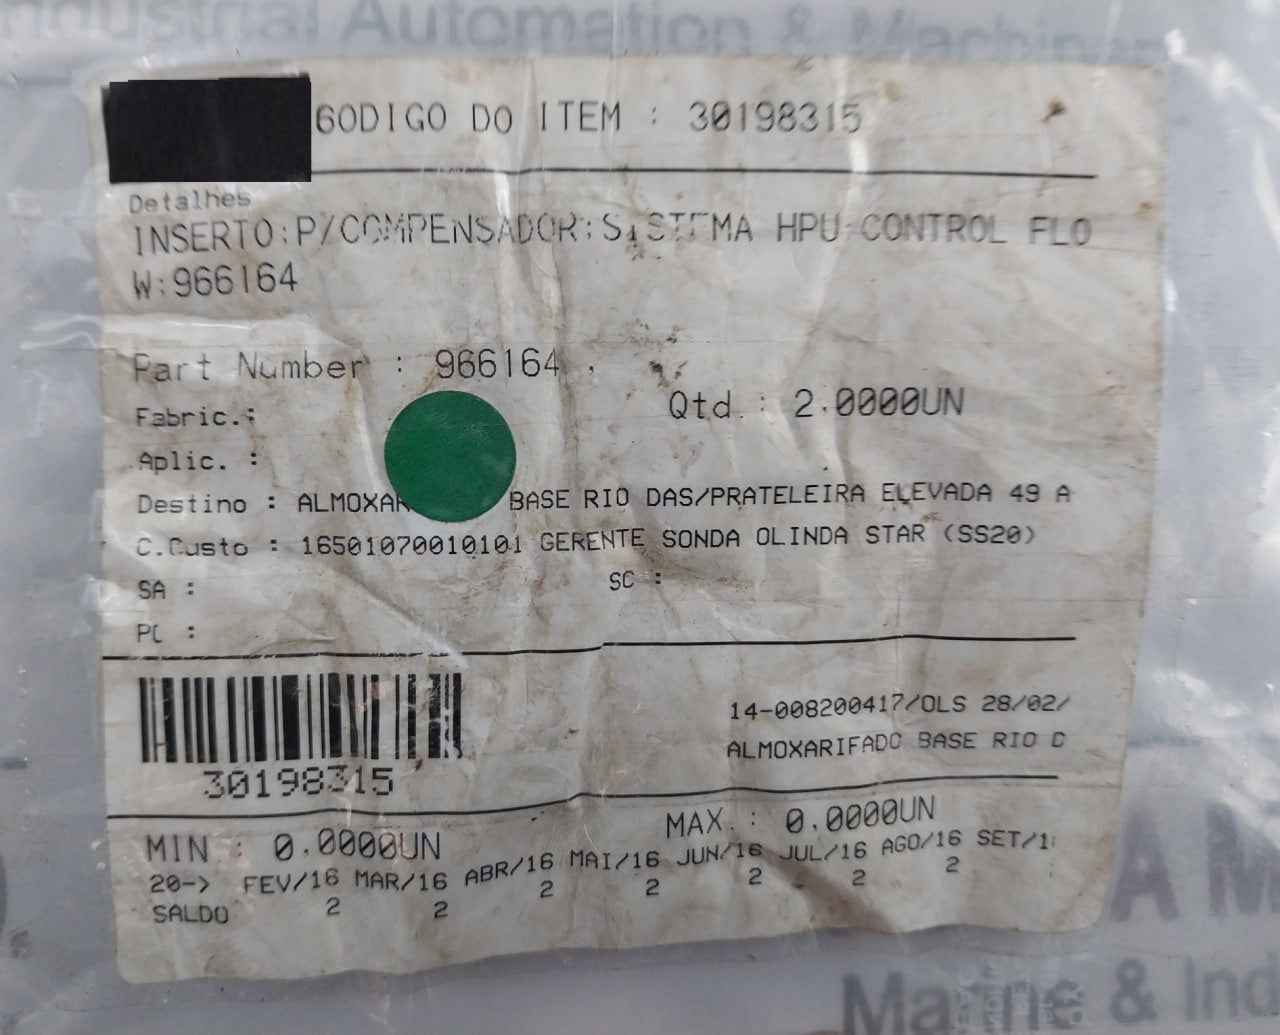 Industrial Automation & Machinery
CODIGO DO ITEM : 30198315
Detalhes
INSERTO:P/COMPENSADOR:SISTEMA HPU CONTROL FLO
W:966164
Part Number : 966164
Qtd. : 2.0000UN
Fabric.:
Aplic. :
Destino : BASE RIO DAS/PRATELEIRA ELEVADA 49 A
C.Custo : 16501070010101 GERENTE SONDA OLINDA STAR (SS20)
SA : SC :
PC :
30198315
14-008200417/OLS 28/02/
ALMOXARIFADO BASE RIO D
MIN : 0.0000UN MAX. : 0.0000UN
20-> FEV/16 MAR/16 ABR/16 MAI/16 JUN/16 JUL/16 AGO/16 SET/1
SALDO 2 2 2 2 2 2 2
A M
Marine & Ind